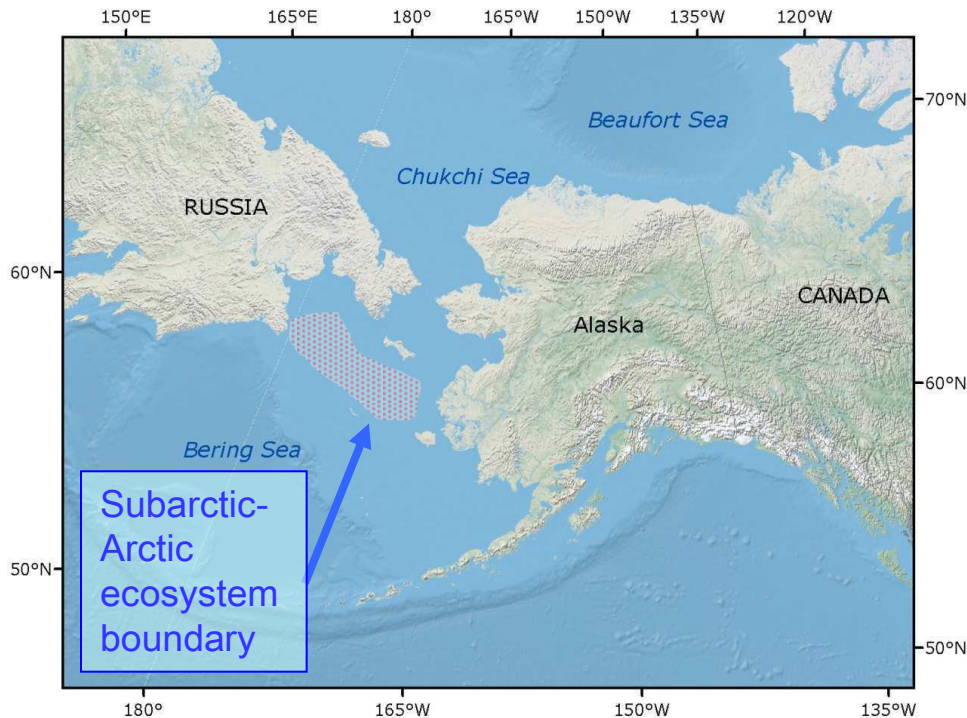 150°E 165°E 180° 165°W 150°W 135°W 120°W
70°N
Beaufort Sea
Chukchi Sea
RUSSIA
60°N
CANADA
Alaska
60°N
Bering Sea
Subarctic-
Arctic
ecosystem
boundary
50°N
50°N
180° 165°W 150°W 135°W